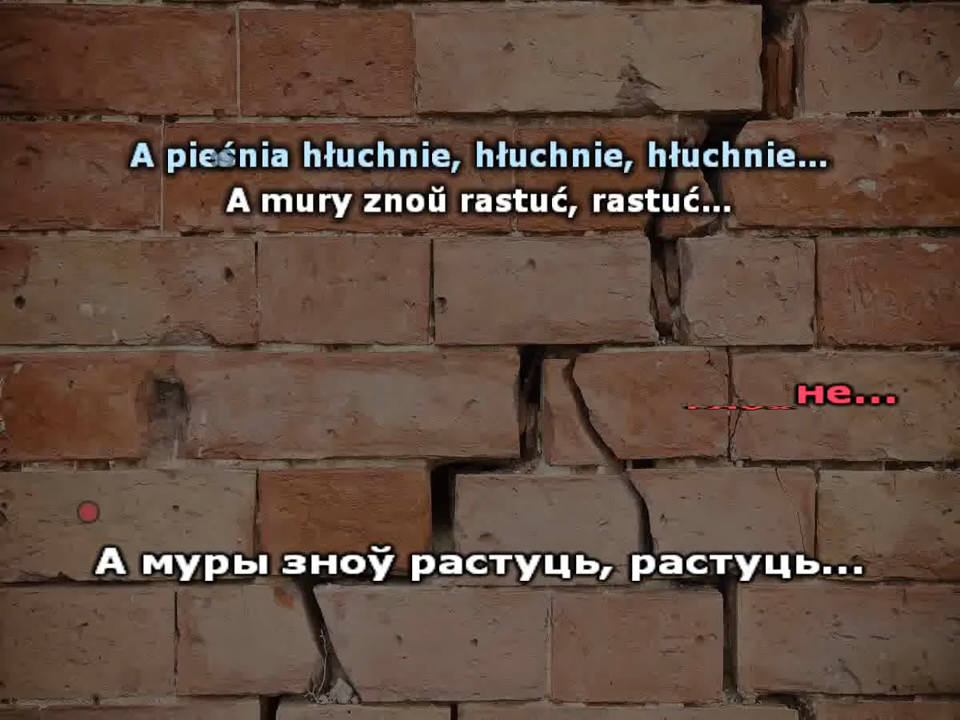 A pieśnia hłuchnie, hłuchnie, hłuchnie...
A mury znoŭ rastuć, rastuć...
не...
А муры зноў растуць, растуць...